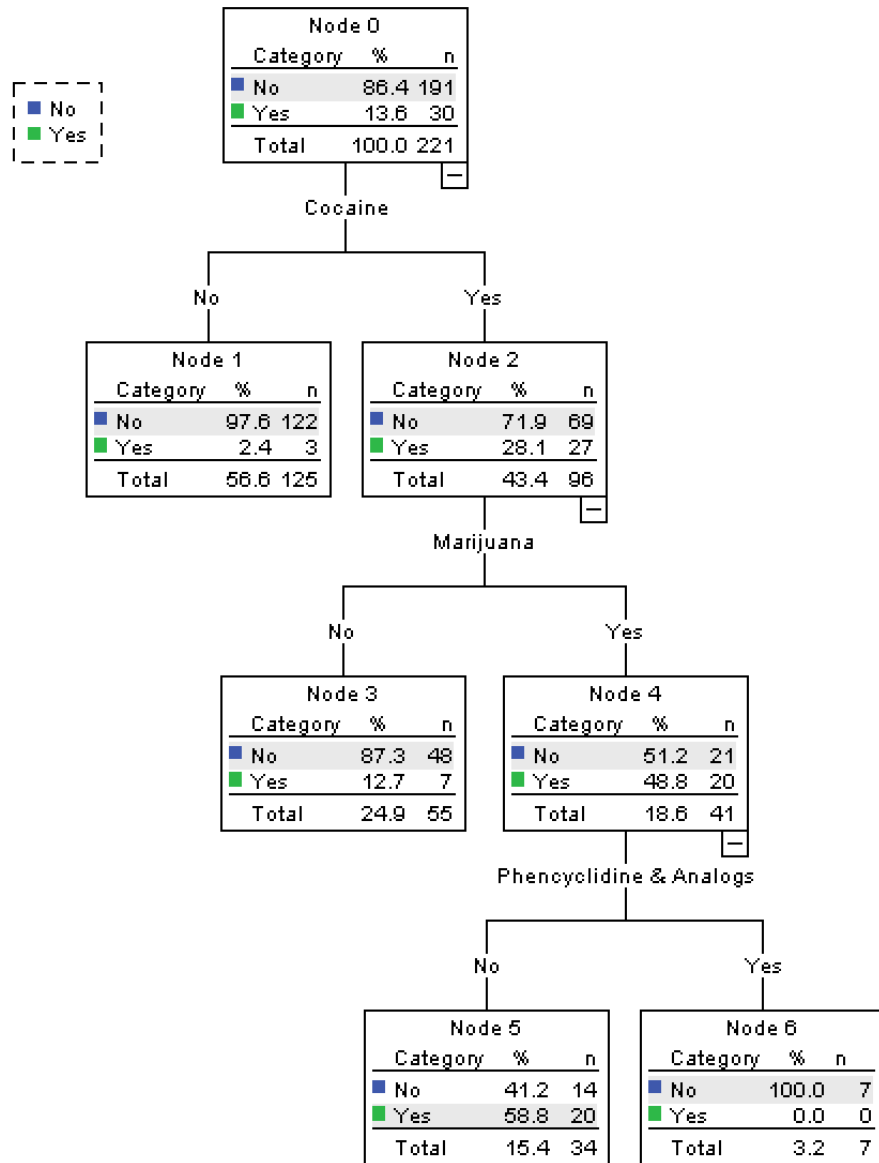 Node 0
Category % n
No 86.4 191
Yes 13.6 30
Total 100.0 221
No
Yes
Cocaine
No Yes
Node 1
Category % n
No 97.6 122
Yes 2.4 3
Total 56.6 125
Node 2
Category % n
No 71.9 69
Yes 28.1 27
Total 43.4 96
Marijuana
No Yes
Node 3
Category % n
No 87.3 48
Yes 12.7 7
Total 24.9 55
Node 4
Category % n
No 51.2 21
Yes 48.8 20
Total 18.6 41
Phencyclidine & Analogs
No Yes
Node 5
Category % n
No 41.2 14
Yes 58.8 20
Total 15.4 34
Node 6
Category % n
No 100.0 7
Yes 0.0 0
Total 3.2 7